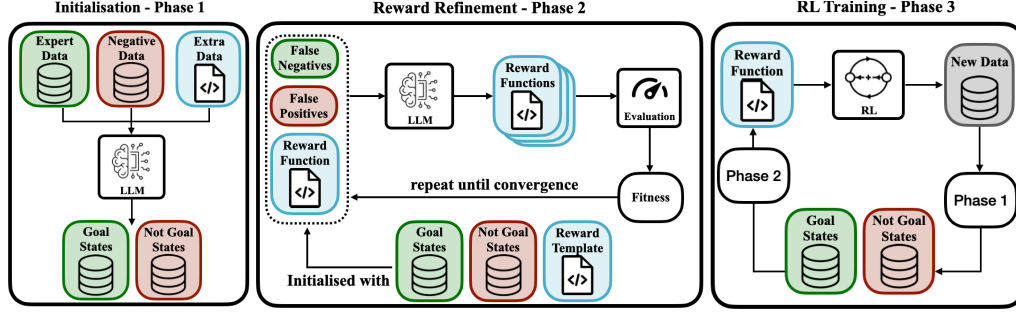 Initialisation - Phase 1
Expert
Data
Negative
Data
Extra
Data
</>
LLM
Goal
States
Not Goal
States
Reward Refinement - Phase 2
False
Negatives
False
Positives
Reward
Function
</>
LLM
Reward
Functions
</>
Evaluation
Fitness
repeat until convergence
Initialised with
Goal
States
Not Goal
States
Reward
Template
</>
RL Training - Phase 3
Reward
Function
</>
RL
New Data
Phase 2
Phase 1
Goal
States
Not Goal
States